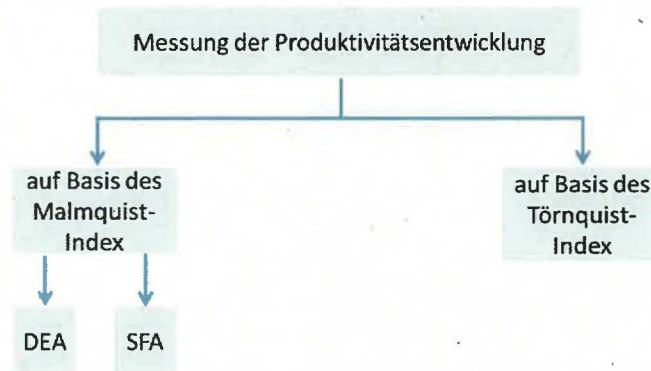 Messung der Produktivitätsentwicklung
auf Basis des
Malmquist-
Index
auf Basis des
Törnquist-
Index
DEA
SFA